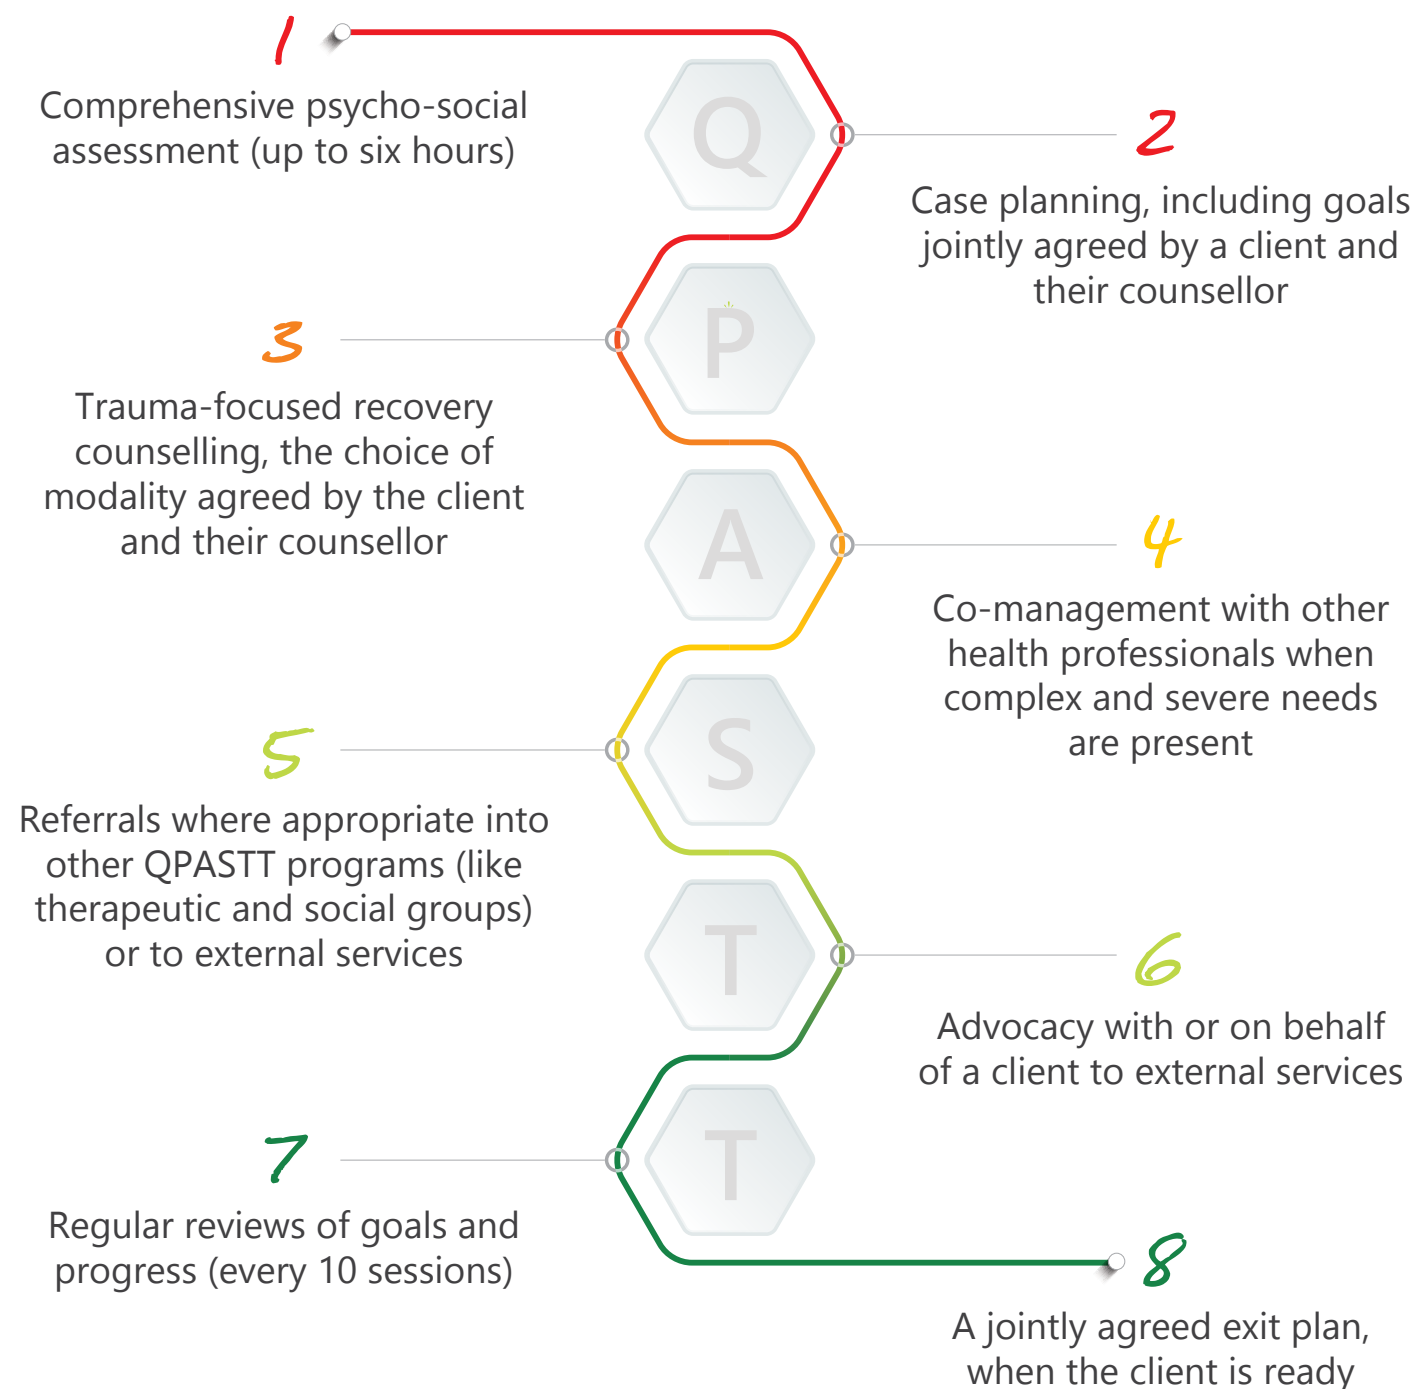 1
Comprehensive psycho-social
assessment (up to six hours)
Q
2
Case planning, including goals
jointly agreed by a client and
their counsellor
P
3
Trauma-focused recovery
counselling, the choice of
modality agreed by the client
and their counsellor
A
4
Co-management with other
health professionals when
complex and severe needs
are present
S
5
Referrals where appropriate into
other QPASTT programs (like
therapeutic and social groups)
or to external services
T
6
Advocacy with or on behalf
of a client to external services
T
7
Regular reviews of goals and
progress (every 10 sessions)
8
A jointly agreed exit plan,
when the client is ready